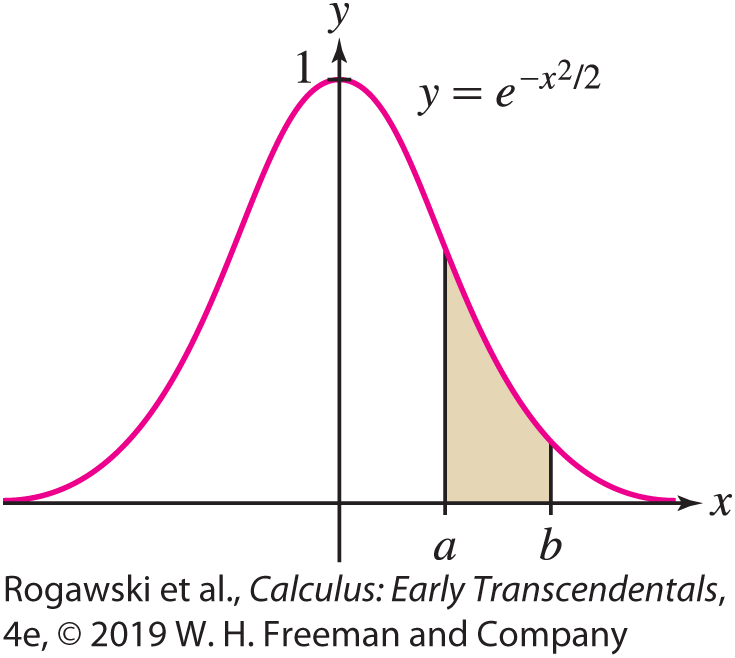 y
1
y = e^{-x^2/2}
x
a
b
Rogawski et al., Calculus: Early Transcendentals,
4e, © 2019 W. H. Freeman and Company